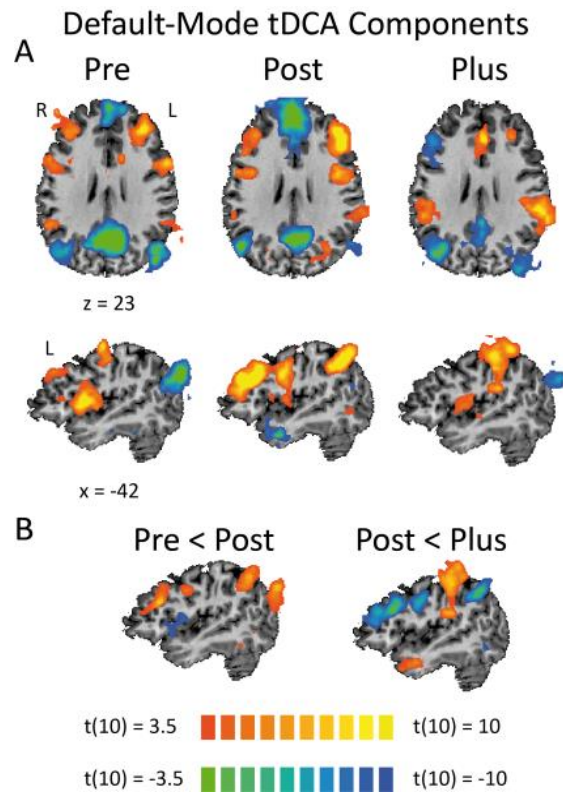 Default-Mode tDCA Components
A
Pre Post Plus
R L
z = 23
L
x = -42
B
Pre < Post Post < Plus
t(10) = 3.5 t(10) = 10
t(10) = -3.5 t(10) = -10